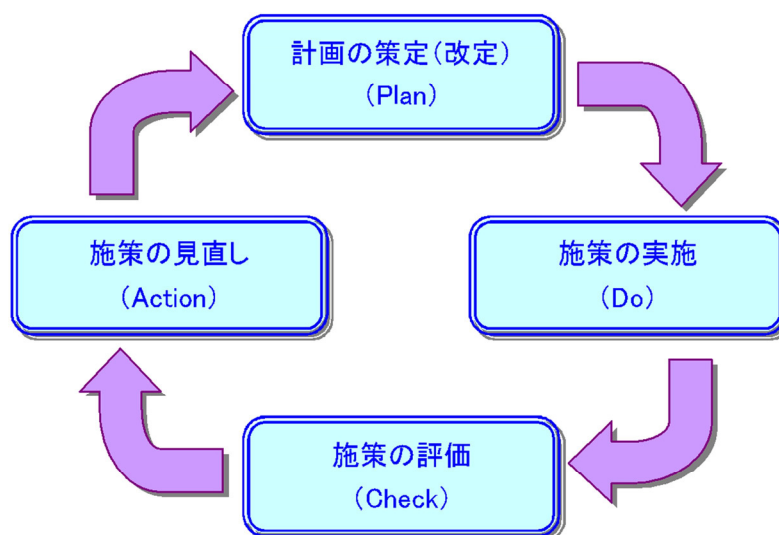 計画の策定（改定）
（Plan）
施策の実施
（Do）
施策の評価
（Check）
施策の見直し
（Action）